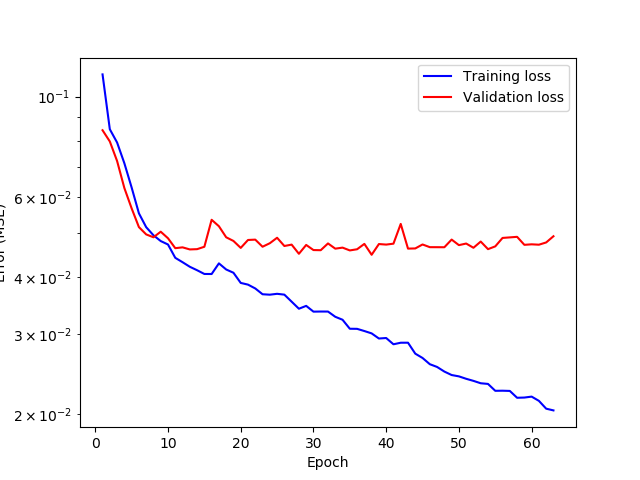 Training loss
Validation loss
10⁻¹
6 × 10⁻²
4 × 10⁻²
3 × 10⁻²
2 × 10⁻²
0 10 20 30 40 50 60
Epoch
(MSE)